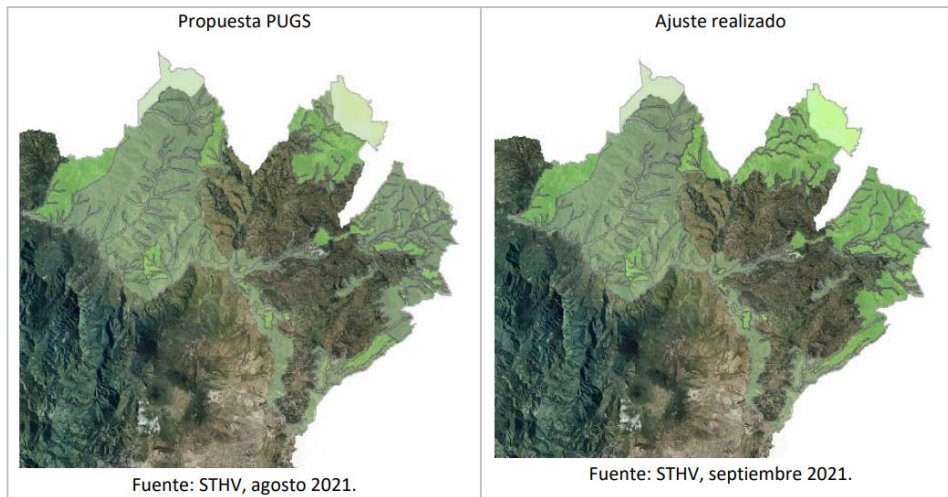 Propuesta PUGS
Ajuste realizado
Fuente: STHV, agosto 2021.
Fuente: STHV, septiembre 2021.